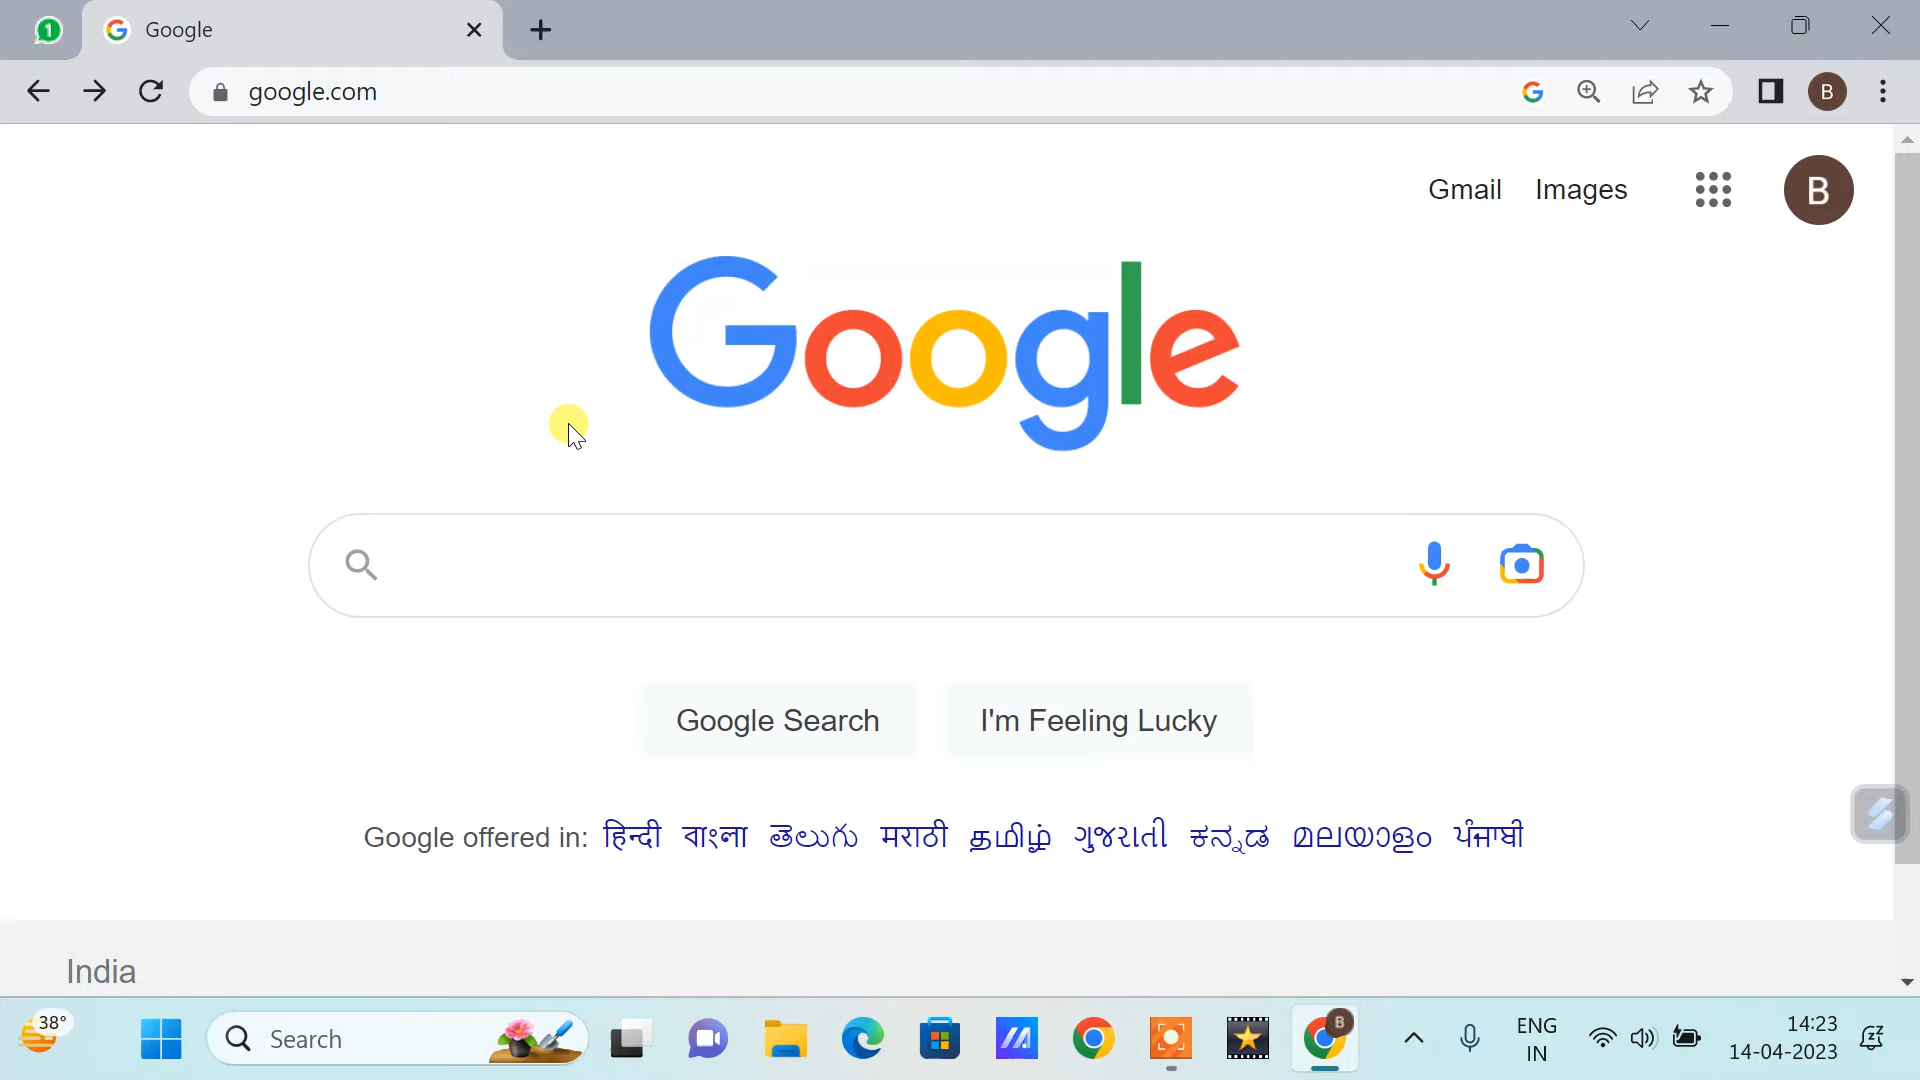 1
Google
google.com
B
Gmail Images
B
Google
Google Search
I'm Feeling Lucky
Google offered in: हिन्दी বাংলা తెలుగు मराठी தமிழ் ગુજરાતી ಕನ್ನಡ മലയാളം ਪੰਜਾਬੀ
India
38°
Search
B
ENG
IN
14:23
14-04-2023